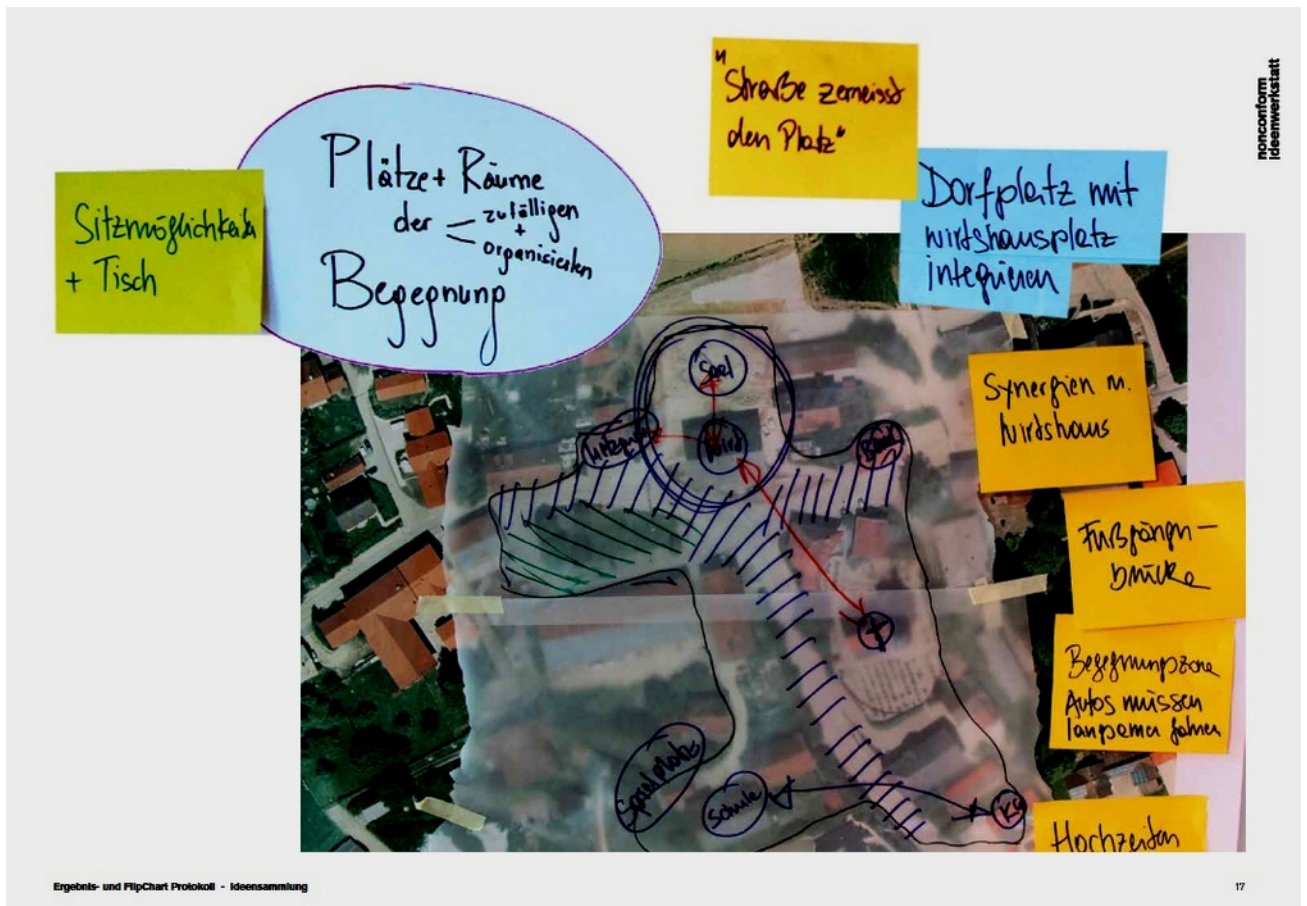 nonconform
ideenwerkstatt
"Straße zerreisst
den Platz"
Plätze + Räume
der zufälligen
+
organisierten
Begegnung
Sitzmöglichkeiten
+ Tisch
Dorfplatz mit
wirtshausplatz
integrieren
Synergien m.
Wirtshaus
Fußgänger-
brücke
Begegnungszone
Autos müssen
langsamer fahren
Hochzeiten
Saal
Wirt
Spielplatz
Schule
KG
Ergebnis- und FlipChart Protokoll - Ideensammlung
17